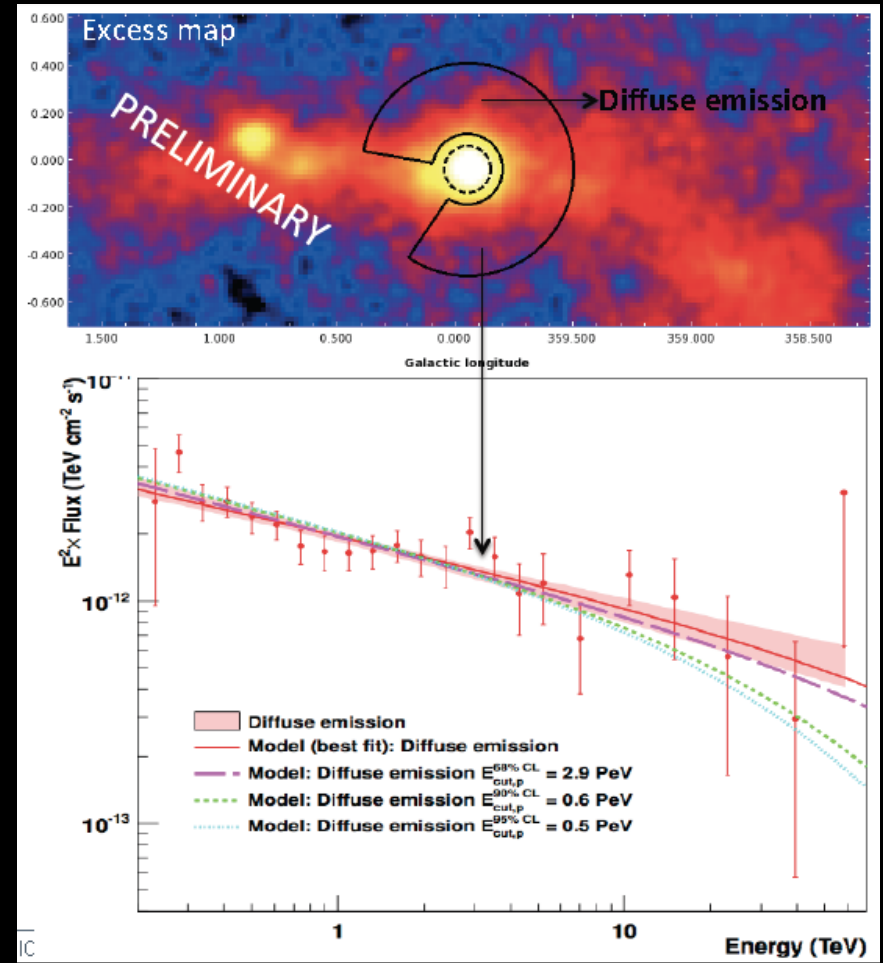 Excess map
PRELIMINARY
Diffuse emission
0.600
0.400
0.200
0.000
-0.200
-0.400
-0.600
1.500 1.000 0.500 0.000 359.500 359.000 358.500
Galactic longitude
E²× Flux (TeV cm⁻² s⁻¹)
10⁻¹²
10⁻¹³
Diffuse emission
Model (best fit): Diffuse emission
Model: Diffuse emission E^68% CL_cut,p = 2.9 PeV
Model: Diffuse emission E^90% CL_cut,p = 0.6 PeV
Model: Diffuse emission E^95% CL_cut,p = 0.5 PeV
1 10
Energy (TeV)
IC